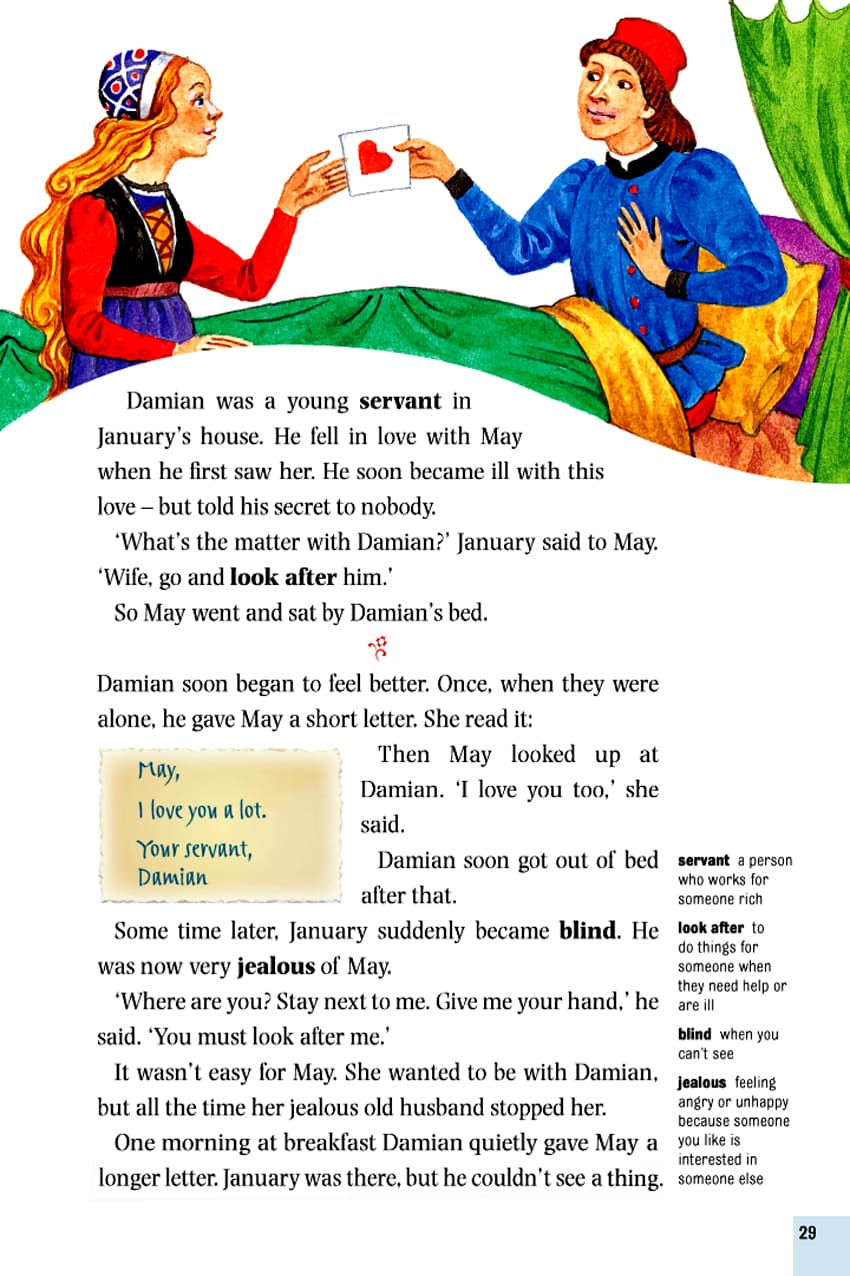 Damian was a young servant in
January's house. He fell in love with May
when he first saw her. He soon became ill with this
love – but told his secret to nobody.
'What's the matter with Damian?' January said to May.
'Wife, go and look after him.'
So May went and sat by Damian's bed.
Damian soon began to feel better. Once, when they were
alone, he gave May a short letter. She read it:
May,
I love you a lot.
Your servant,
Damian
Then May looked up at
Damian. 'I love you too,' she
said.
Damian soon got out of bed
after that.
Some time later, January suddenly became blind. He
was now very jealous of May.
'Where are you? Stay next to me. Give me your hand,' he
said. 'You must look after me.'
It wasn't easy for May. She wanted to be with Damian,
but all the time her jealous old husband stopped her.
One morning at breakfast Damian quietly gave May a
longer letter. January was there, but he couldn't see a thing.
servant a person
who works for
someone rich
look after to
do things for
someone when
they need help or
are ill
blind when you
can't see
jealous feeling
angry or unhappy
because someone
you like is
interested in
someone else
29